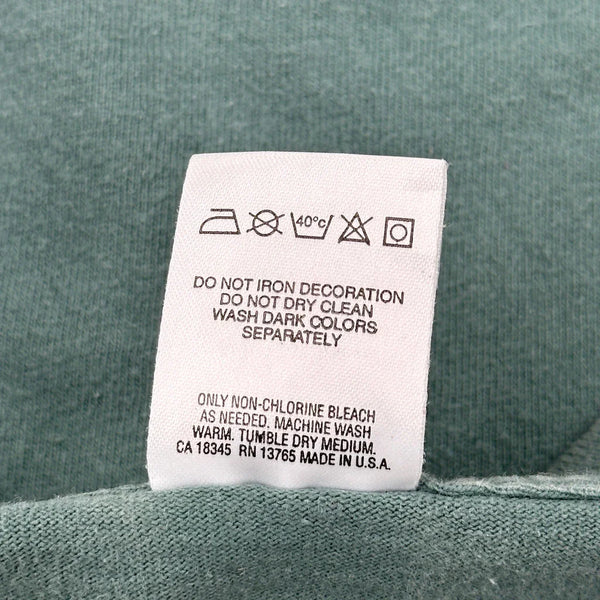 40°c
DO NOT IRON DECORATION
DO NOT DRY CLEAN
WASH DARK COLORS
SEPARATELY
ONLY NON-CHLORINE BLEACH
AS NEEDED. MACHINE WASH
WARM. TUMBLE DRY MEDIUM.
CA 18345 RN 13765 MADE IN U.S.A.